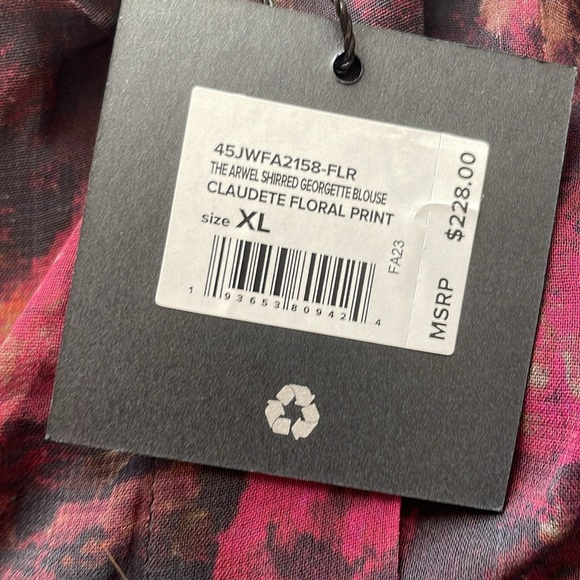 45JWFA2158-FLR
THE ARWEL SHIRRED GEORGETTE BLOUSE
CLAUDETE FLORAL PRINT
size XL
1 93653 80942 4
FA23
MSRP $228.00